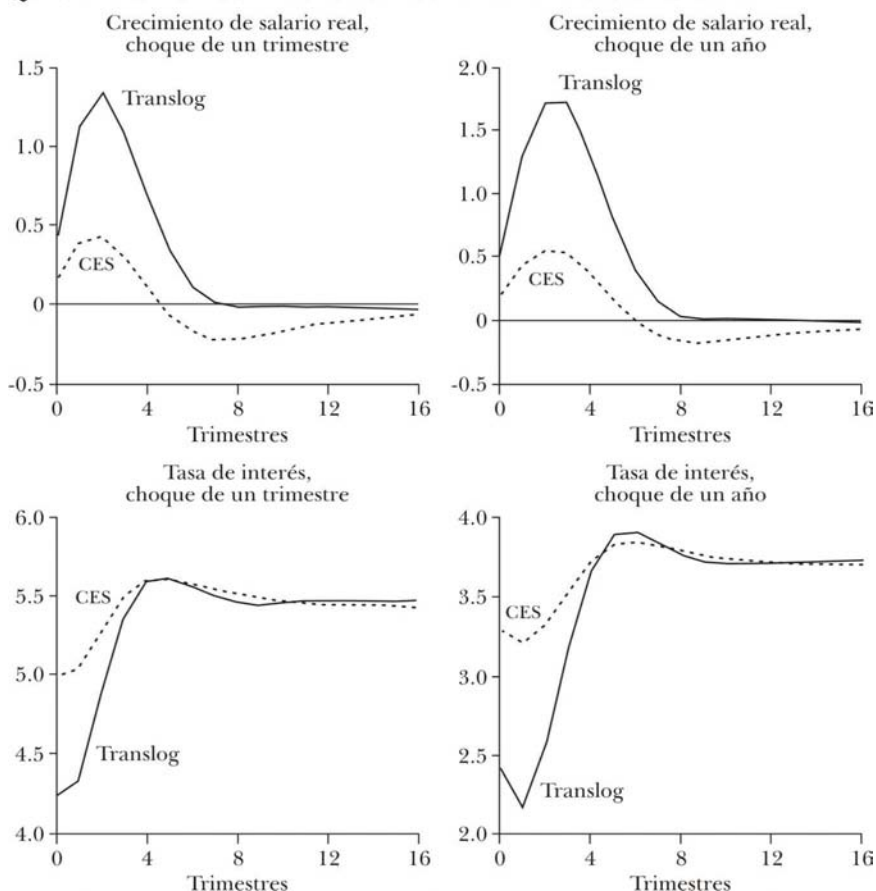 Crecimiento de salario real,
choque de un trimestre
1.5
Translog
1.0
0.5
CES
0
-0.5
0 4 8 12 16
Trimestres
Crecimiento de salario real,
choque de un año
2.0
Translog
1.5
1.0
0.5
CES
0
-0.5
0 4 8 12 16
Trimestres
Tasa de interés,
choque de un trimestre
6.0
5.5
CES
5.0
4.5
Translog
4.0
0 4 8 12 16
Trimestres
Tasa de interés,
choque de un año
4.0
3.5
CES
3.0
2.5
Translog
2.0
0 4 8 12 16
Trimestres